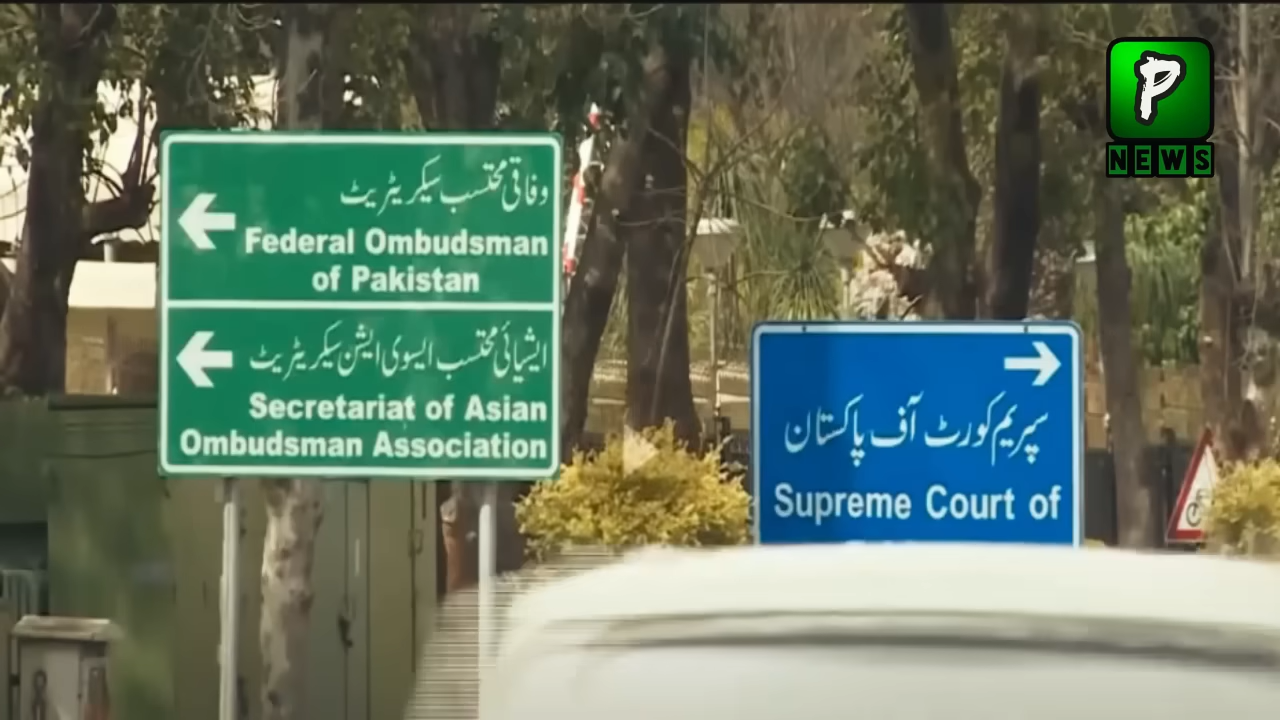 وفاقی محتسب سیکریٹریٹ
Federal Ombudsman
of Pakistan
ایشیائی محتسب ایسوی ایشن سیکریٹریٹ
Secretariat of Asian
Ombudsman Association
سپریم کورٹ آف پاکستان
Supreme Court of
P
NEWS